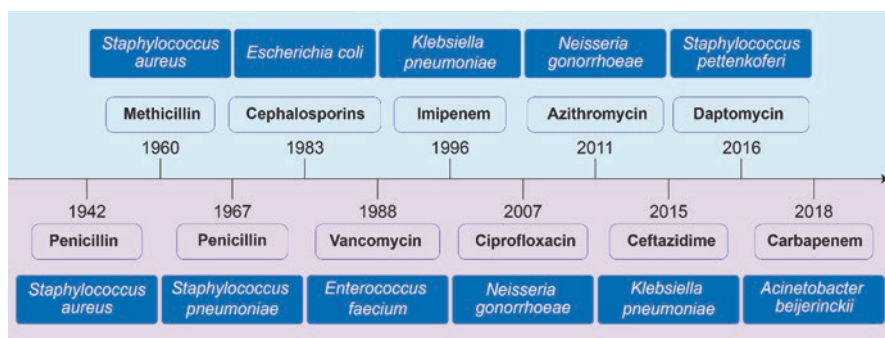 Staphylococcus
aureus
Escherichia coli
Klebsiella
pneumoniae
Neisseria
gonorrhoeae
Staphylococcus
pettenkoferi
Methicillin
Cephalosporins
Imipenem
Azithromycin
Daptomycin
1960
1983
1996
2011
2016
1942
1967
1988
2007
2015
2018
Penicillin
Penicillin
Vancomycin
Ciprofloxacin
Ceftazidime
Carbapenem
Staphylococcus
aureus
Staphylococcus
pneumoniae
Enterococcus
faecium
Neisseria
gonorrhoeae
Klebsiella
pneumoniae
Acinetobacter
beijerinckii